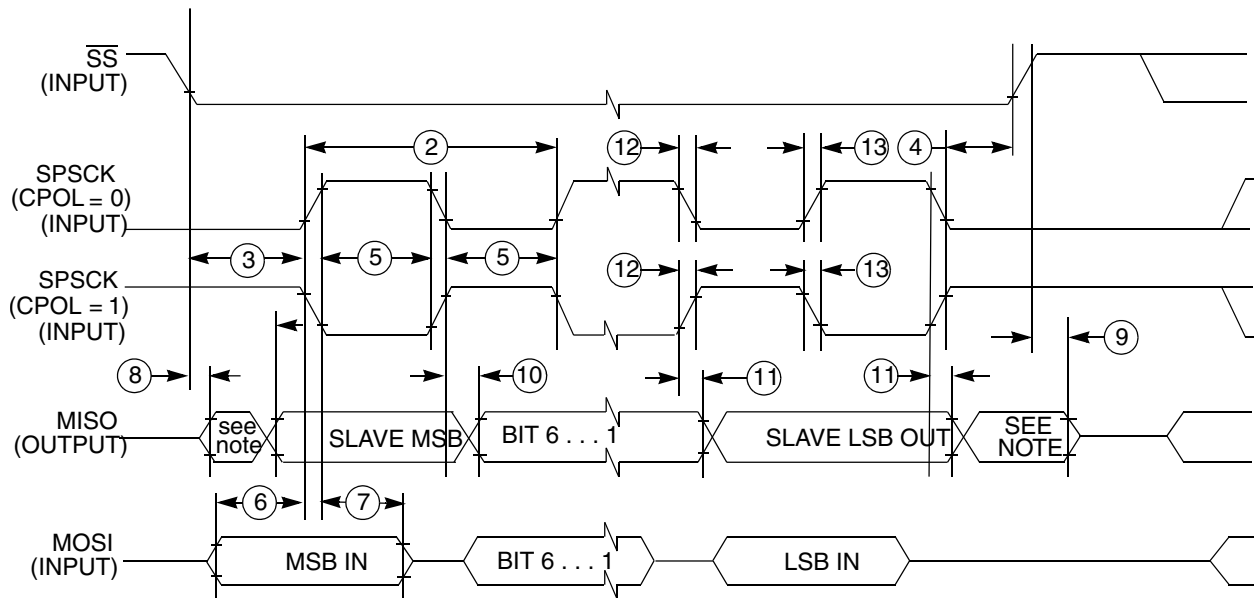 SS
(INPUT)
2
12
13
4
SPSCK
(CPOL = 0)
(INPUT)
3
5
5
12
13
SPSCK
(CPOL = 1)
(INPUT)
9
8
10
11
11
MISO
(OUTPUT)
see
note
SLAVE MSB
BIT 6 . . . 1
SLAVE LSB OUT
SEE
NOTE
6
7
MOSI
(INPUT)
MSB IN
BIT 6 . . . 1
LSB IN